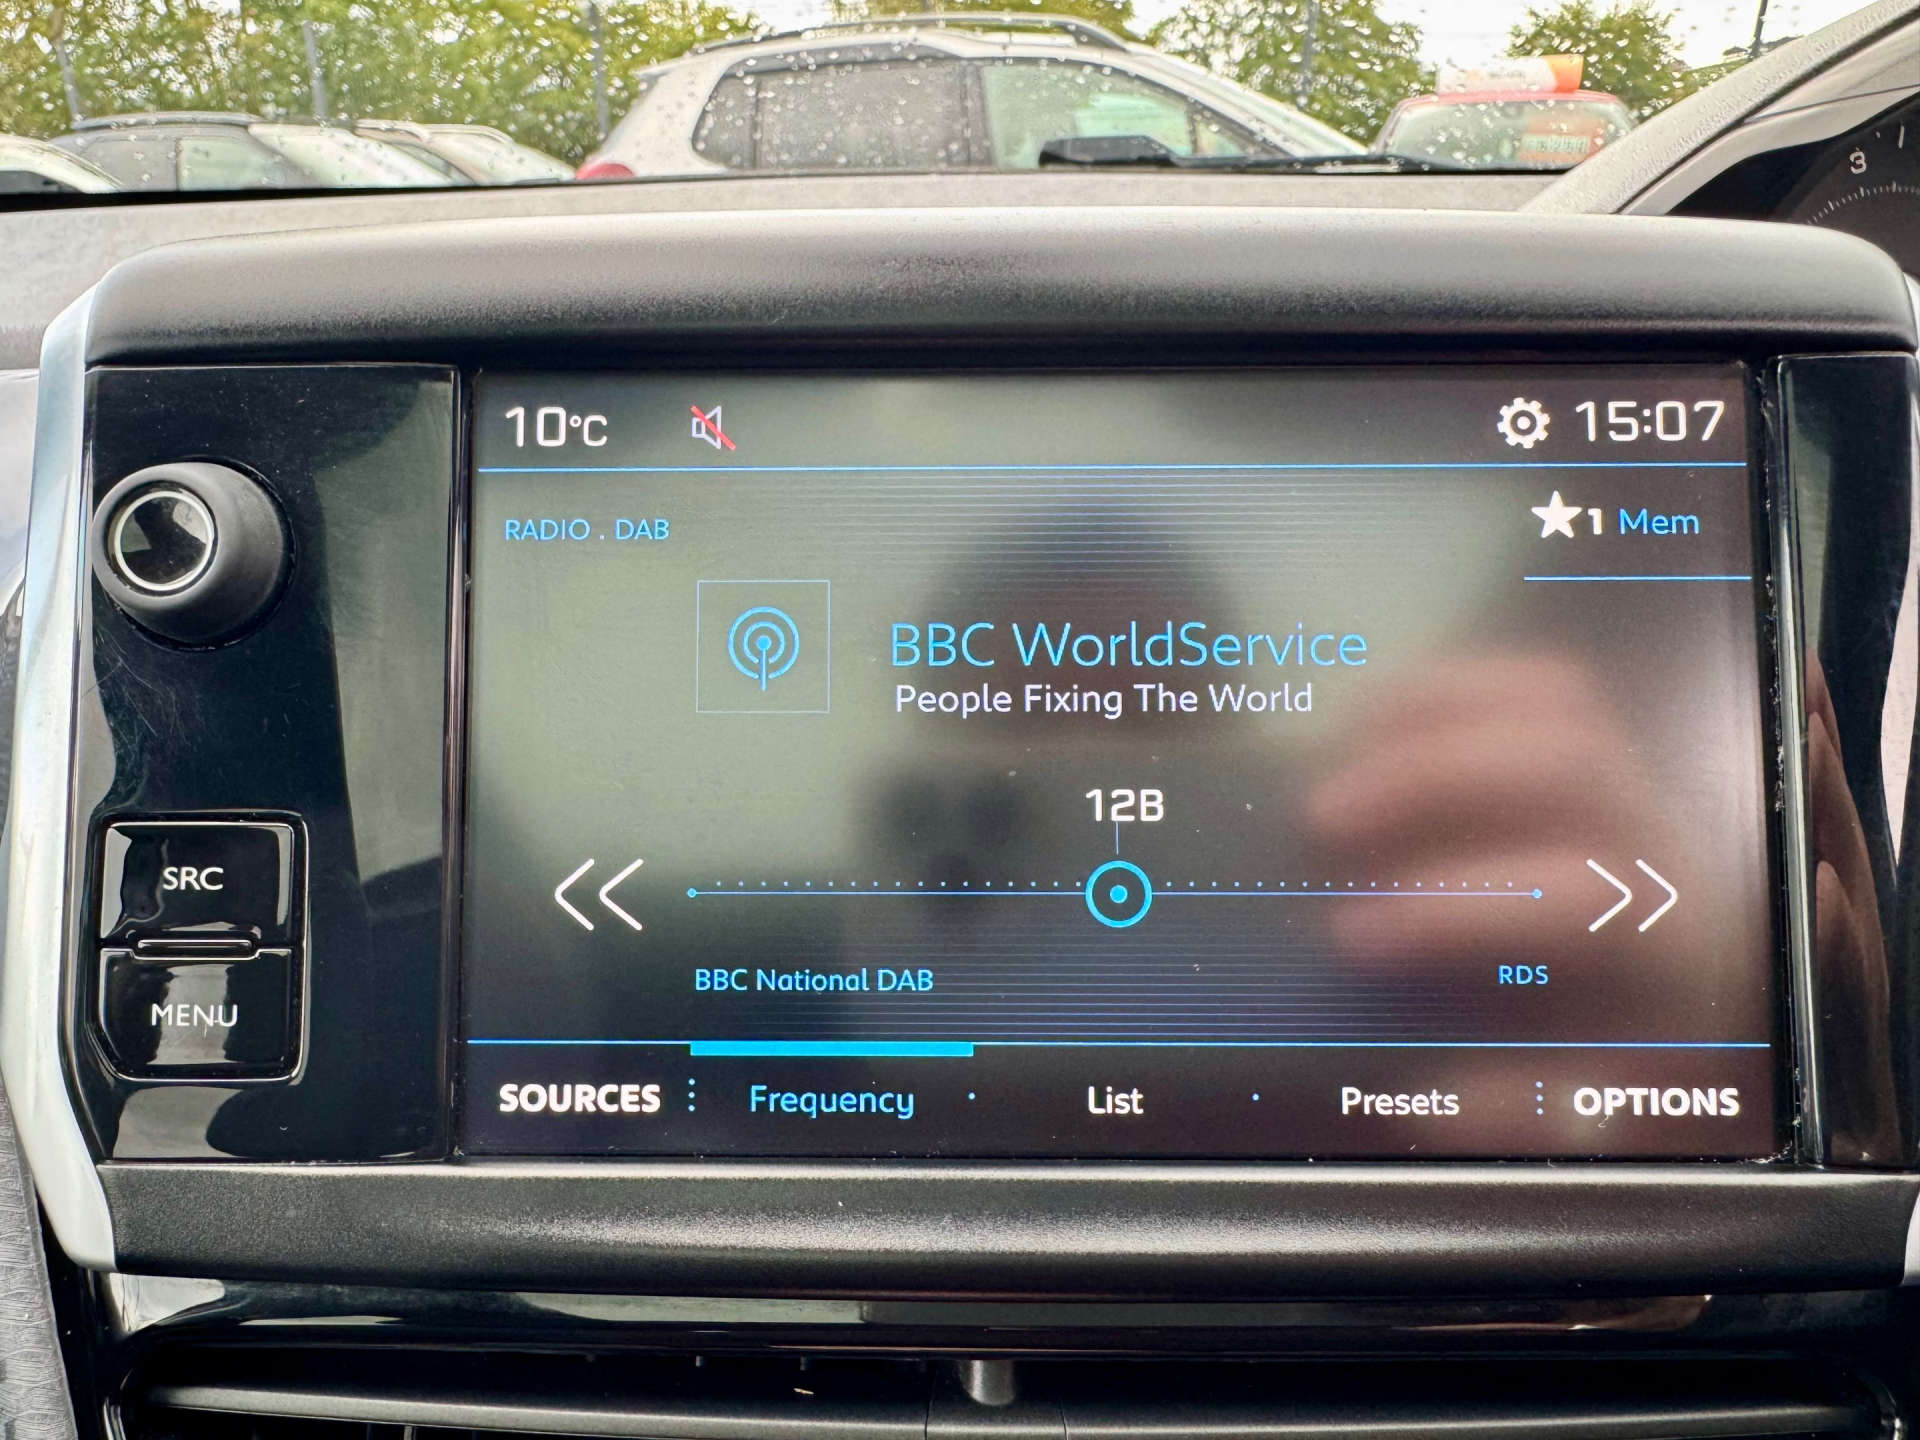 3
10°C
15:07
RADIO . DAB
1 Mem
BBC WorldService
People Fixing The World
12B
SRC
MENU
BBC National DAB
RDS
SOURCES
Frequency
List
Presets
OPTIONS